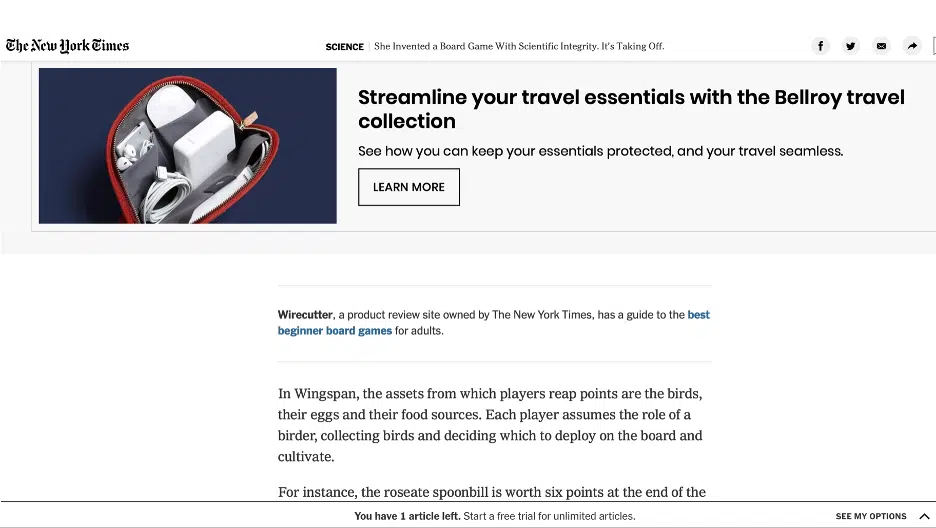 The New York Times
SCIENCE | She Invented a Board Game With Scientific Integrity. It's Taking Off.
Streamline your travel essentials with the Bellroy travel
collection
See how you can keep your essentials protected, and your travel seamless.
LEARN MORE
Wirecutter, a product review site owned by The New York Times, has a guide to the best
beginner board games for adults.
In Wingspan, the assets from which players reap points are the birds,
their eggs and their food sources. Each player assumes the role of a
birder, collecting birds and deciding which to deploy on the board and
cultivate.
For instance, the roseate spoonbill is worth six points at the end of the
You have 1 article left. Start a free trial for unlimited articles.
SEE MY OPTIONS